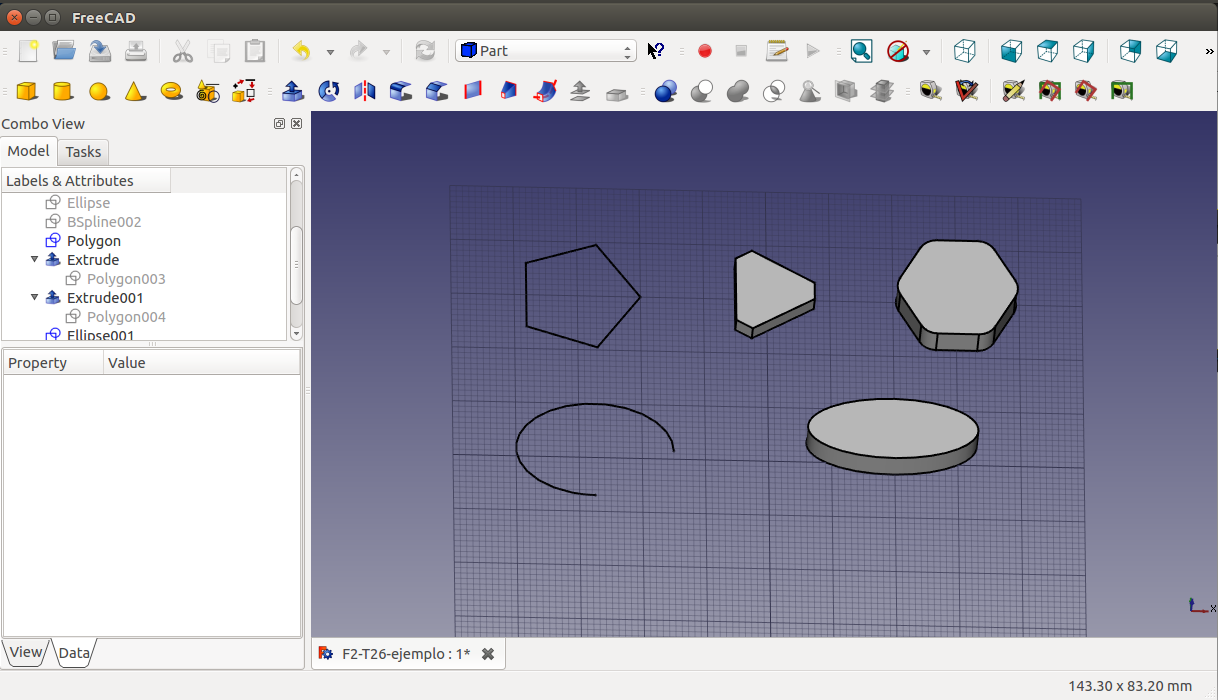 FreeCAD
Part
Combo View
Model Tasks
Labels & Attributes
Ellipse
BSpline002
Polygon
Extrude
Polygon003
Extrude001
Polygon004
Ellipse001
Property Value
View Data
F2-T26-ejemplo : 1*
X
143.30 x 83.20 mm